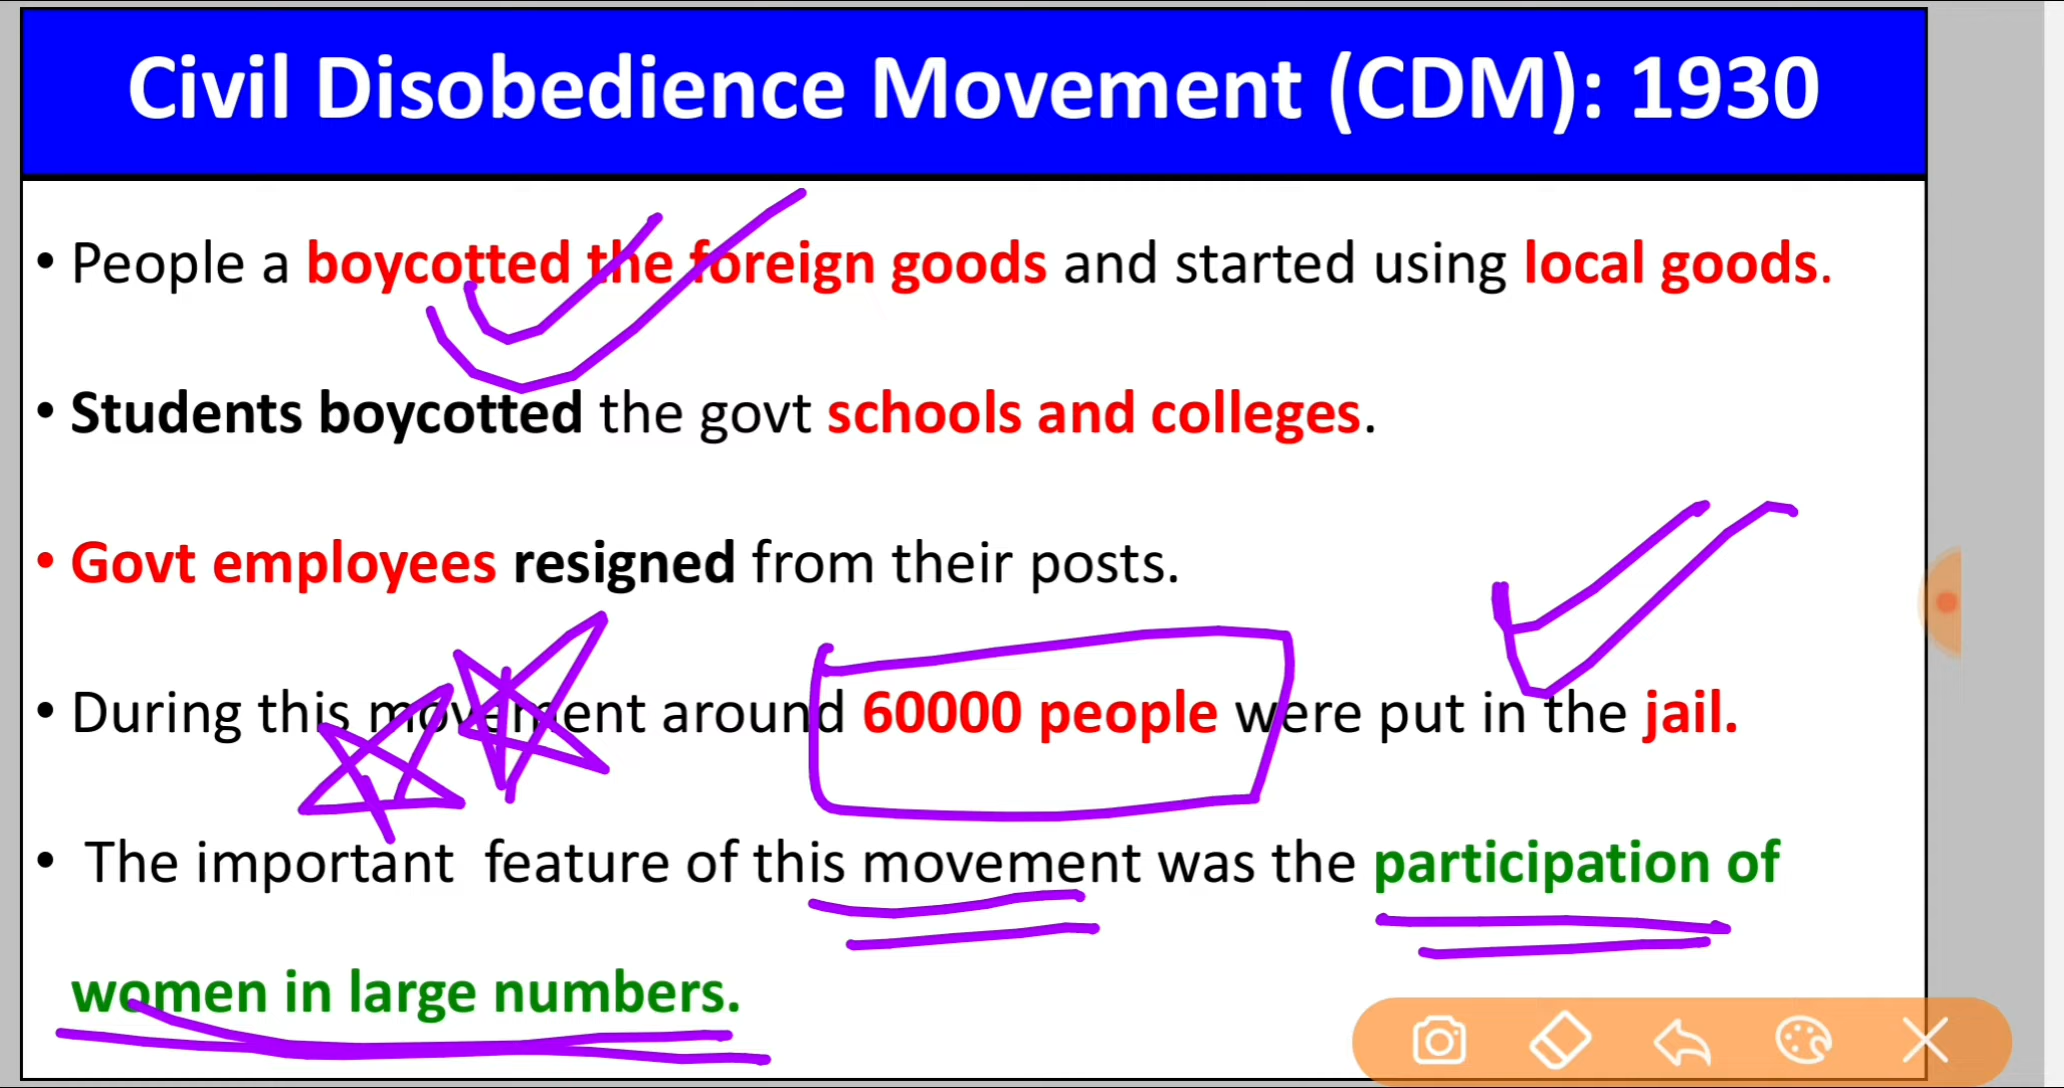 Civil Disobedience Movement (CDM): 1930
• People a boycotted the foreign goods and started using local goods.
• Students boycotted the govt schools and colleges.
• Govt employees resigned from their posts.
• During this movement around 60000 people were put in the jail.
• The important feature of this movement was the participation of
women in large numbers.